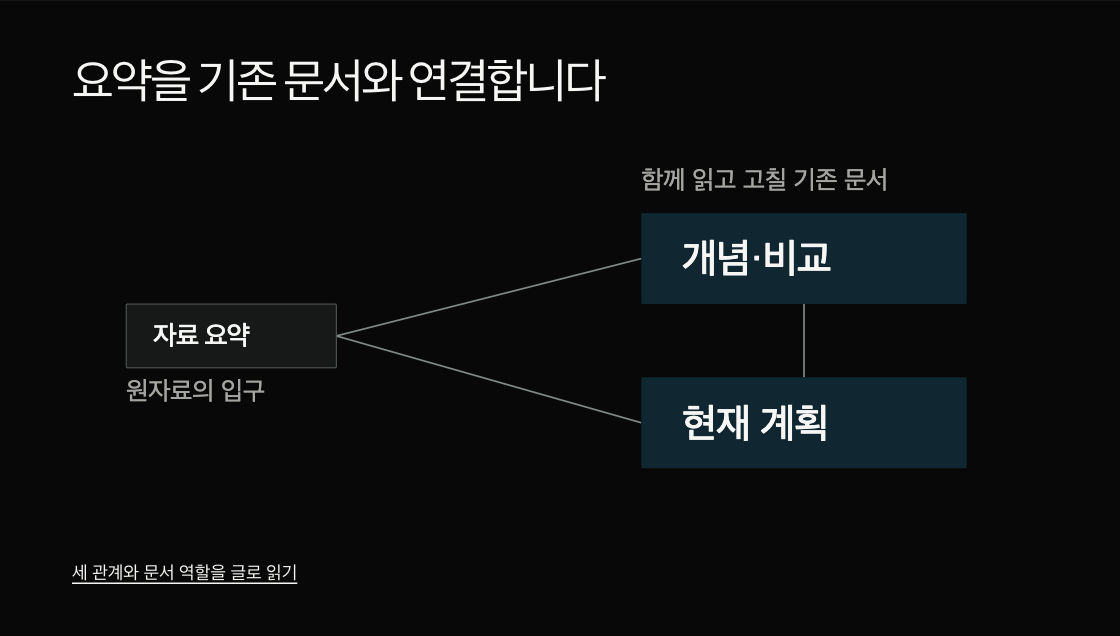 요약을 기존 문서와 연결합니다
함께 읽고 고칠 기존 문서
개념·비교
자료 요약
원자료의 입구
현재 계획
세 관계와 문서 역할을 글로 읽기